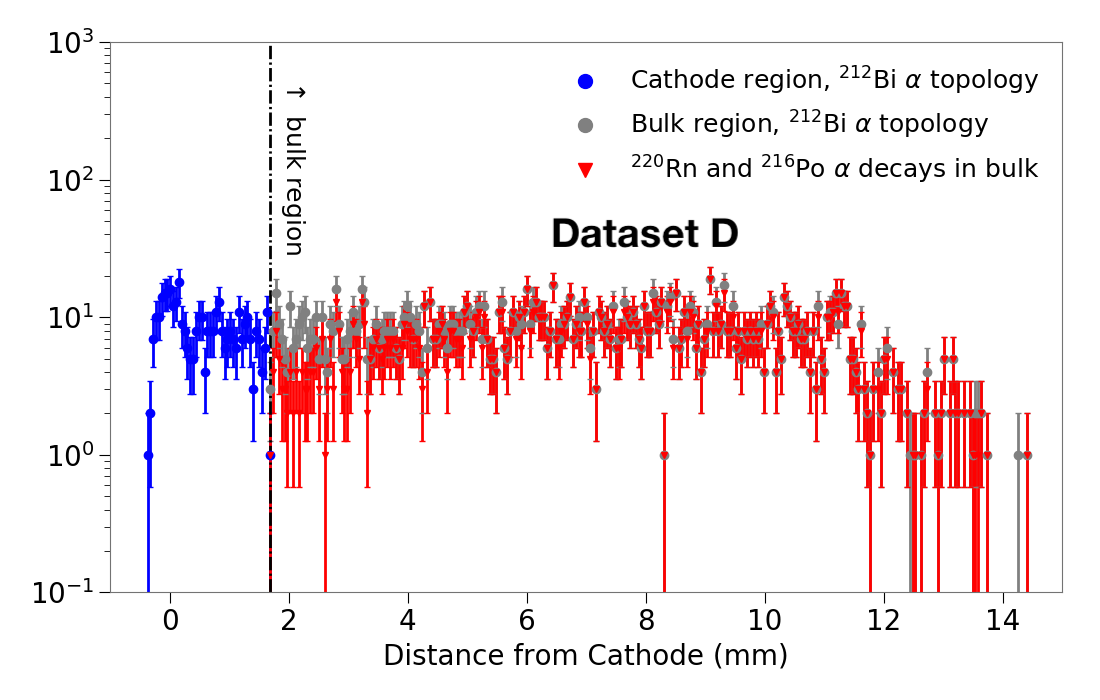 10³
10²
10¹
10⁰
10⁻¹
↑ bulk region
Cathode region, ²¹²Bi α topology
Bulk region, ²¹²Bi α topology
²²⁰Rn and ²¹⁶Po α decays in bulk
Dataset D
0 2 4 6 8 10 12 14
Distance from Cathode (mm)